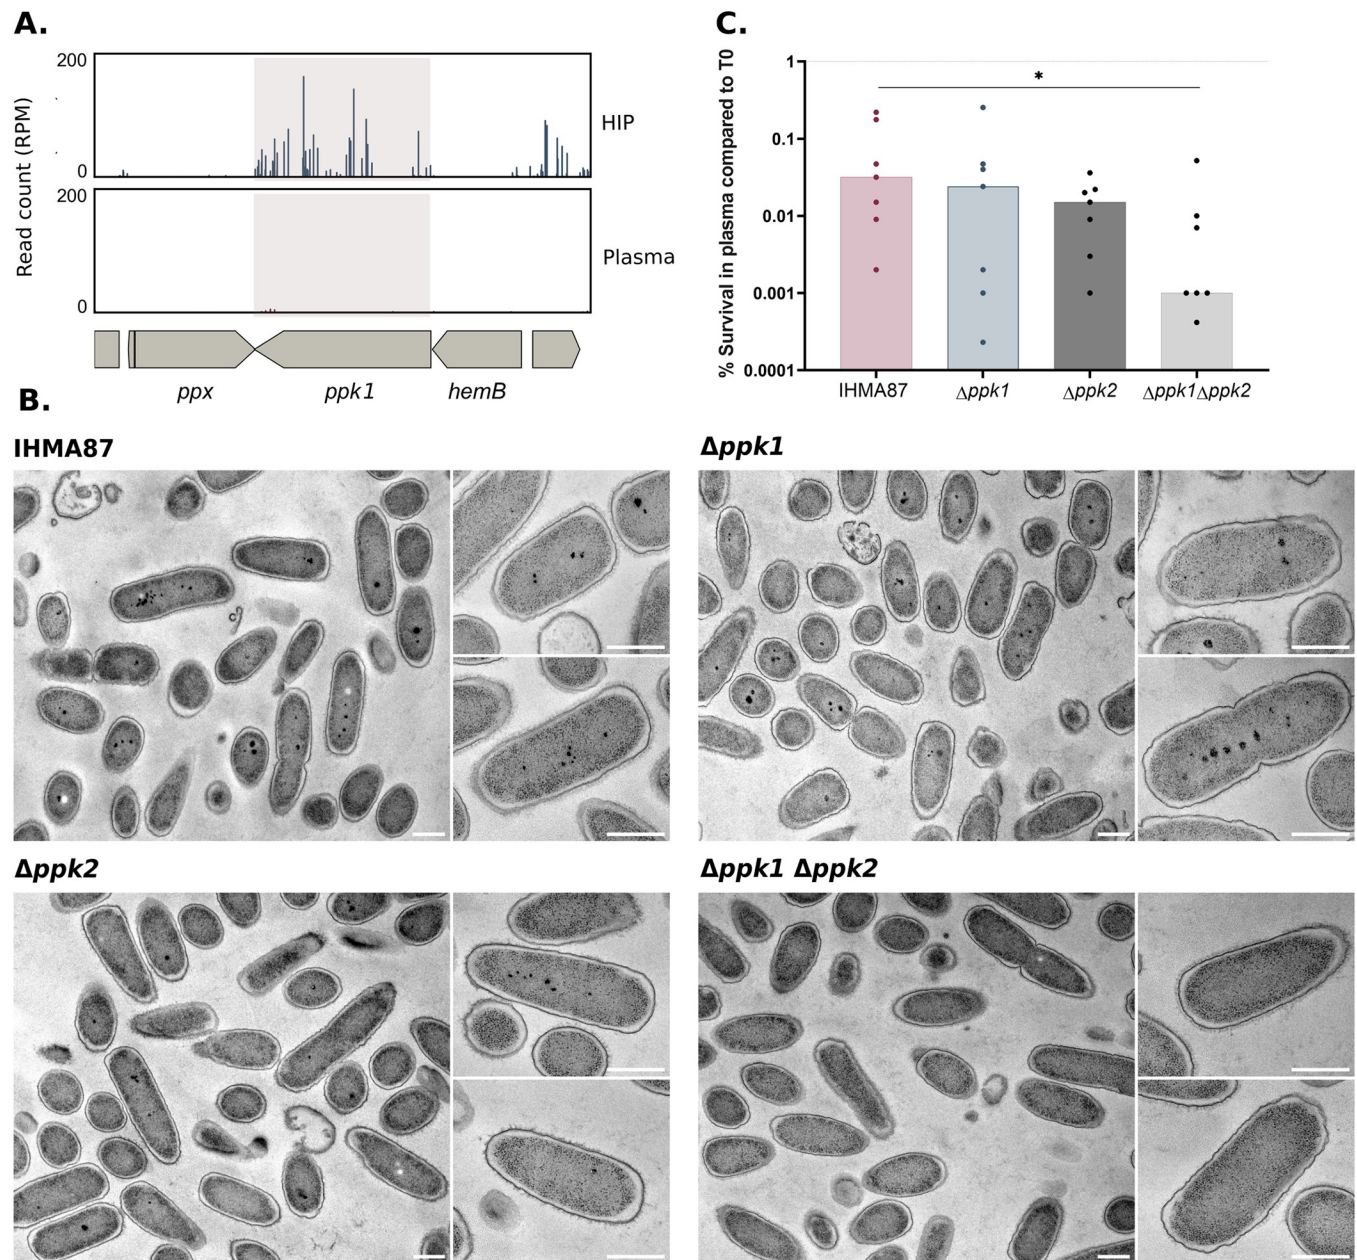 A.
Read count (RPM)
200
0
HIP
200
0
Plasma
ppx ppk1 hemB
C.
% Survival in plasma compared to T0
1
0.1
0.01
0.001
0.0001
*
IHMA87 Δppk1 Δppk2 Δppk1Δppk2
B.
IHMA87
Δppk1
Δppk2
Δppk1 Δppk2